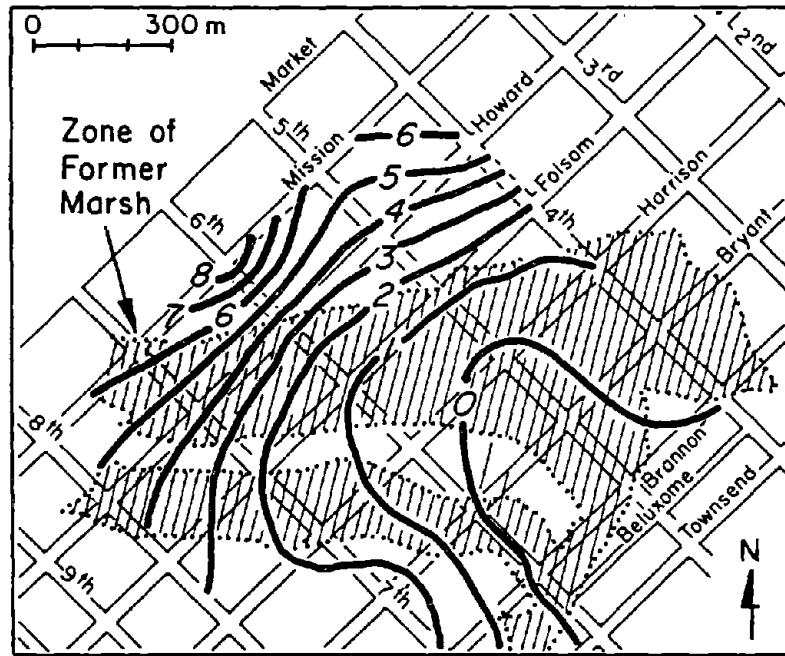 0 300 m
2nd
Market
3rd
Howard
Zone of
Former
Marsh
5th
Mission
6
5
Folsom
4
4th
Harrison
6th
3
Bryant
8
2
7
6
0
8th
Brannon
Beluxome
Townsend
N
9th
7th